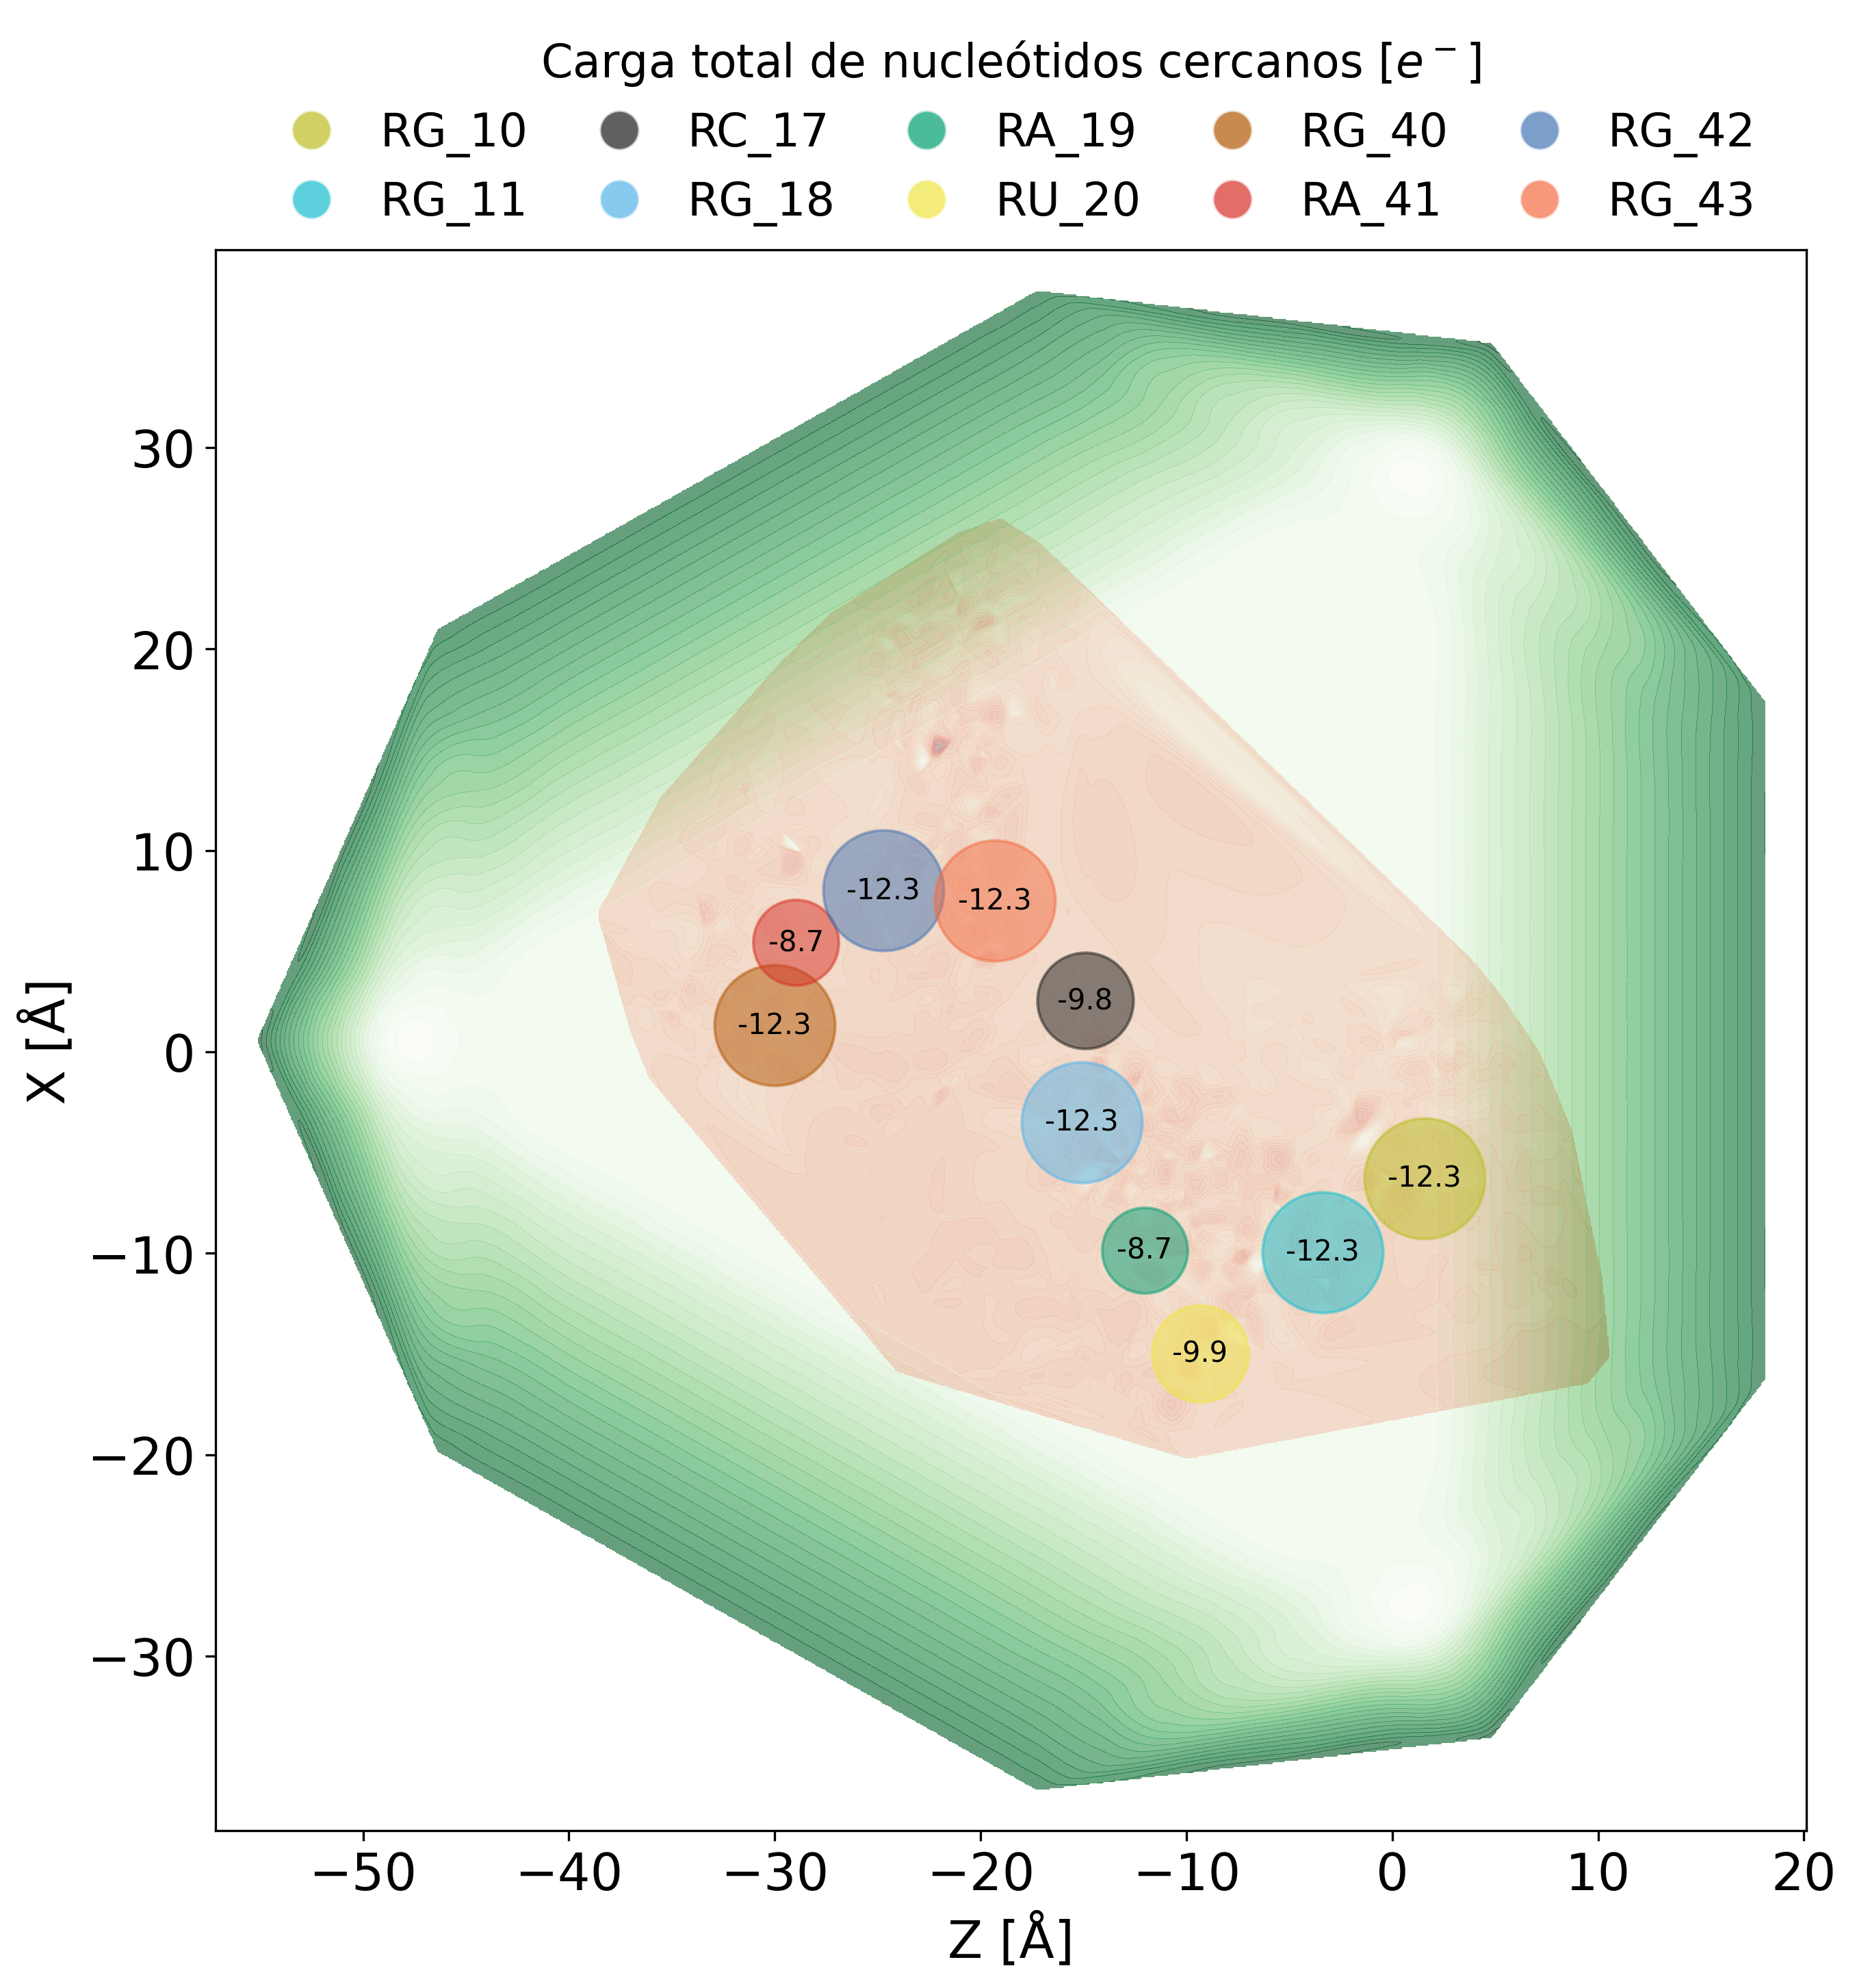 Carga total de nucleótidos cercanos [e⁻]
RG_10 RC_17 RA_19 RG_40 RG_42
RG_11 RG_18 RU_20 RA_41 RG_43
X [Å]
30
20
10
0
−10
−20
−30
-12.3
-12.3
-8.7
-9.8
-12.3
-12.3
-12.3
-8.7
-12.3
-9.9
−50 −40 −30 −20 −10 0 10 20
Z [Å]